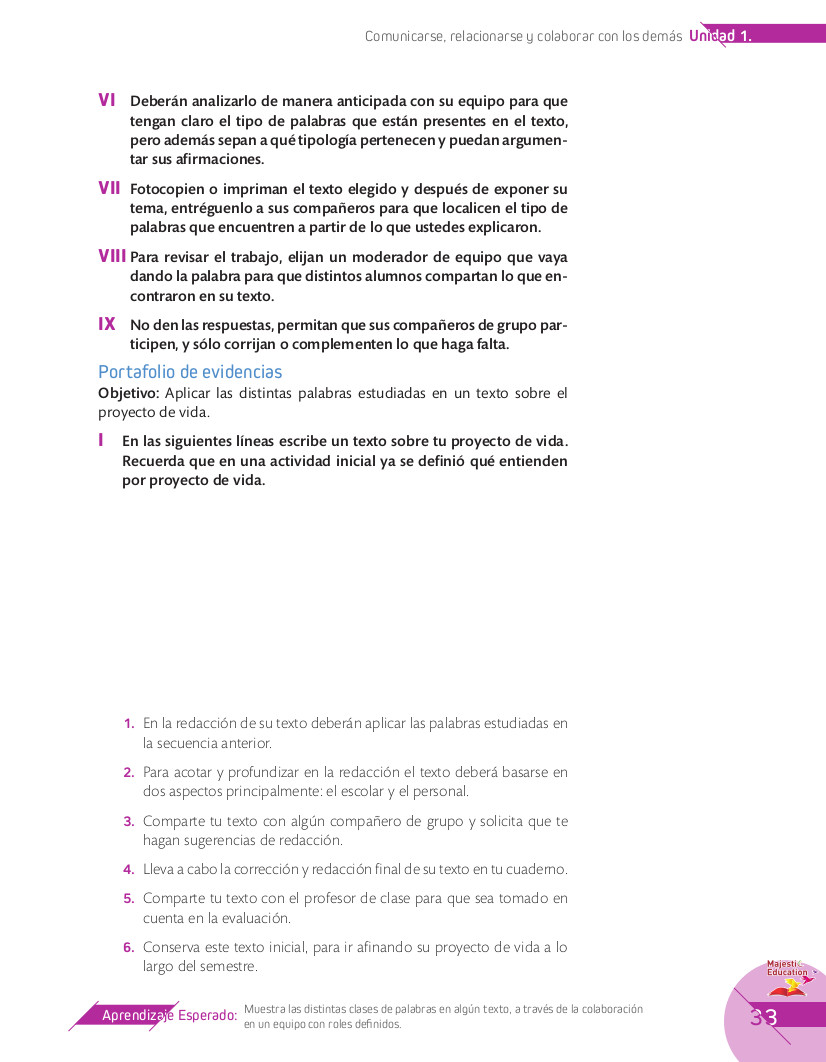 Comunicarse, relacionarse y colaborar con los demás Unidad 1.
VI Deberán analizarlo de manera anticipada con su equipo para que
tengan claro el tipo de palabras que están presentes en el texto,
pero además sepan a qué tipología pertenecen y puedan argumen-
tar sus afirmaciones.
VII Fotocopien o impriman el texto elegido y después de exponer su
tema, entréguenlo a sus compañeros para que localicen el tipo de
palabras que encuentren a partir de lo que ustedes explicaron.
VIII Para revisar el trabajo, elijan un moderador de equipo que vaya
dando la palabra para que distintos alumnos compartan lo que en-
contraron en su texto.
IX No den las respuestas, permitan que sus compañeros de grupo par-
ticipen, y sólo corrijan o complementen lo que haga falta.
Portafolio de evidencias
Objetivo: Aplicar las distintas palabras estudiadas en un texto sobre el
proyecto de vida.
I En las siguientes líneas escribe un texto sobre tu proyecto de vida.
Recuerda que en una actividad inicial ya se definió qué entienden
por proyecto de vida.
1. En la redacción de su texto deberán aplicar las palabras estudiadas en
la secuencia anterior.
2. Para acotar y profundizar en la redacción el texto deberá basarse en
dos aspectos principalmente: el escolar y el personal.
3. Comparte tu texto con algún compañero de grupo y solicita que te
hagan sugerencias de redacción.
4. Lleva a cabo la corrección y redacción final de su texto en tu cuaderno.
5. Comparte tu texto con el profesor de clase para que sea tomado en
cuenta en la evaluación.
6. Conserva este texto inicial, para ir afinando su proyecto de vida a lo
largo del semestre.
Majestic
Education
Aprendizaje Esperado: Muestra las distintas clases de palabras en algún texto, a través de la colaboración
en un equipo con roles definidos.
33